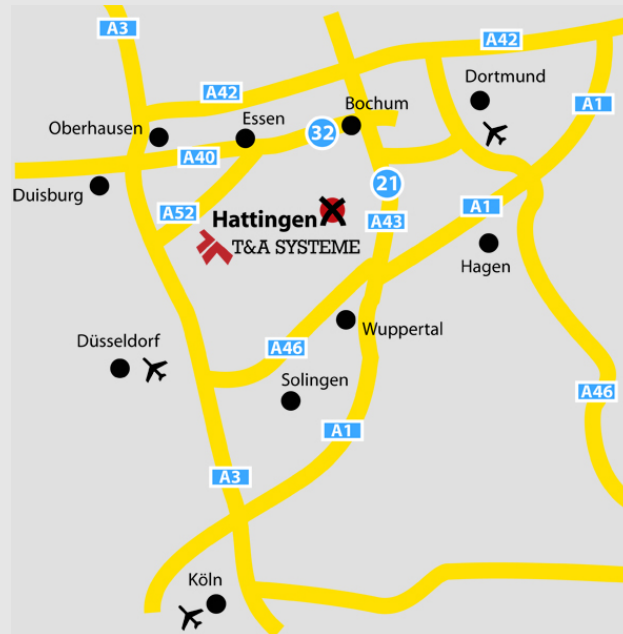 A3
A42
A42
Dortmund
A1
Bochum
Oberhausen
Essen
32
A40
Duisburg
21
A52
Hattingen
A43
A1
T&A SYSTEME
Hagen
Wuppertal
Düsseldorf
A46
Solingen
A46
A1
A3
Köln